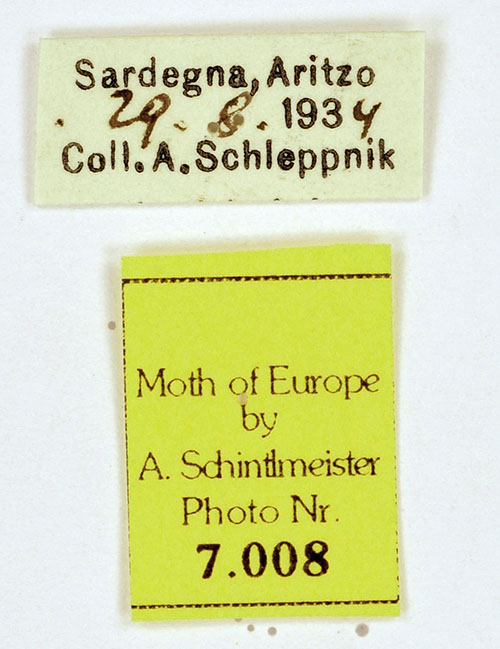 Sardegna, Aritzo
29. 8. 1934
Coll. A. Schleppnik
Moth of Europe
by
A. Schintlmeister
Photo Nr.
7.008